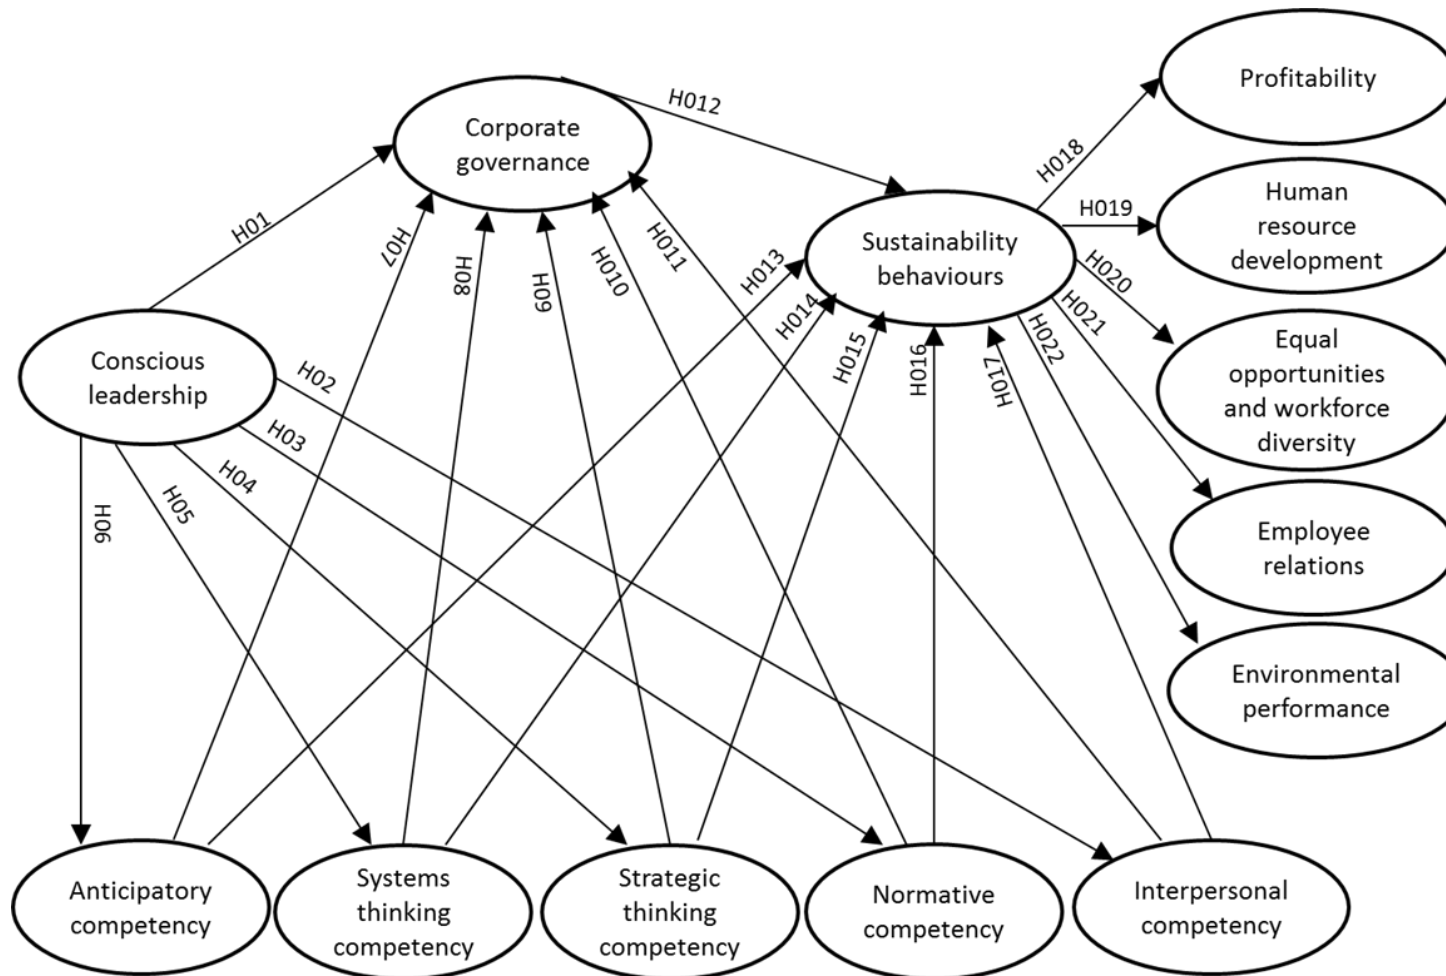 Profitability
Corporate
governance
H012
H018
Human
resource
development
H019
H01
H07
H08
H09
H010
H011
H013
H014
H015
H016
H017
Sustainability
behaviours
H020
H021
H022
Equal
opportunities
and workforce
diversity
Conscious
leadership
H02
H03
H04
H05
H06
Employee
relations
Environmental
performance
Anticipatory
competency
Systems
thinking
competency
Strategic
thinking
competency
Normative
competency
Interpersonal
competency